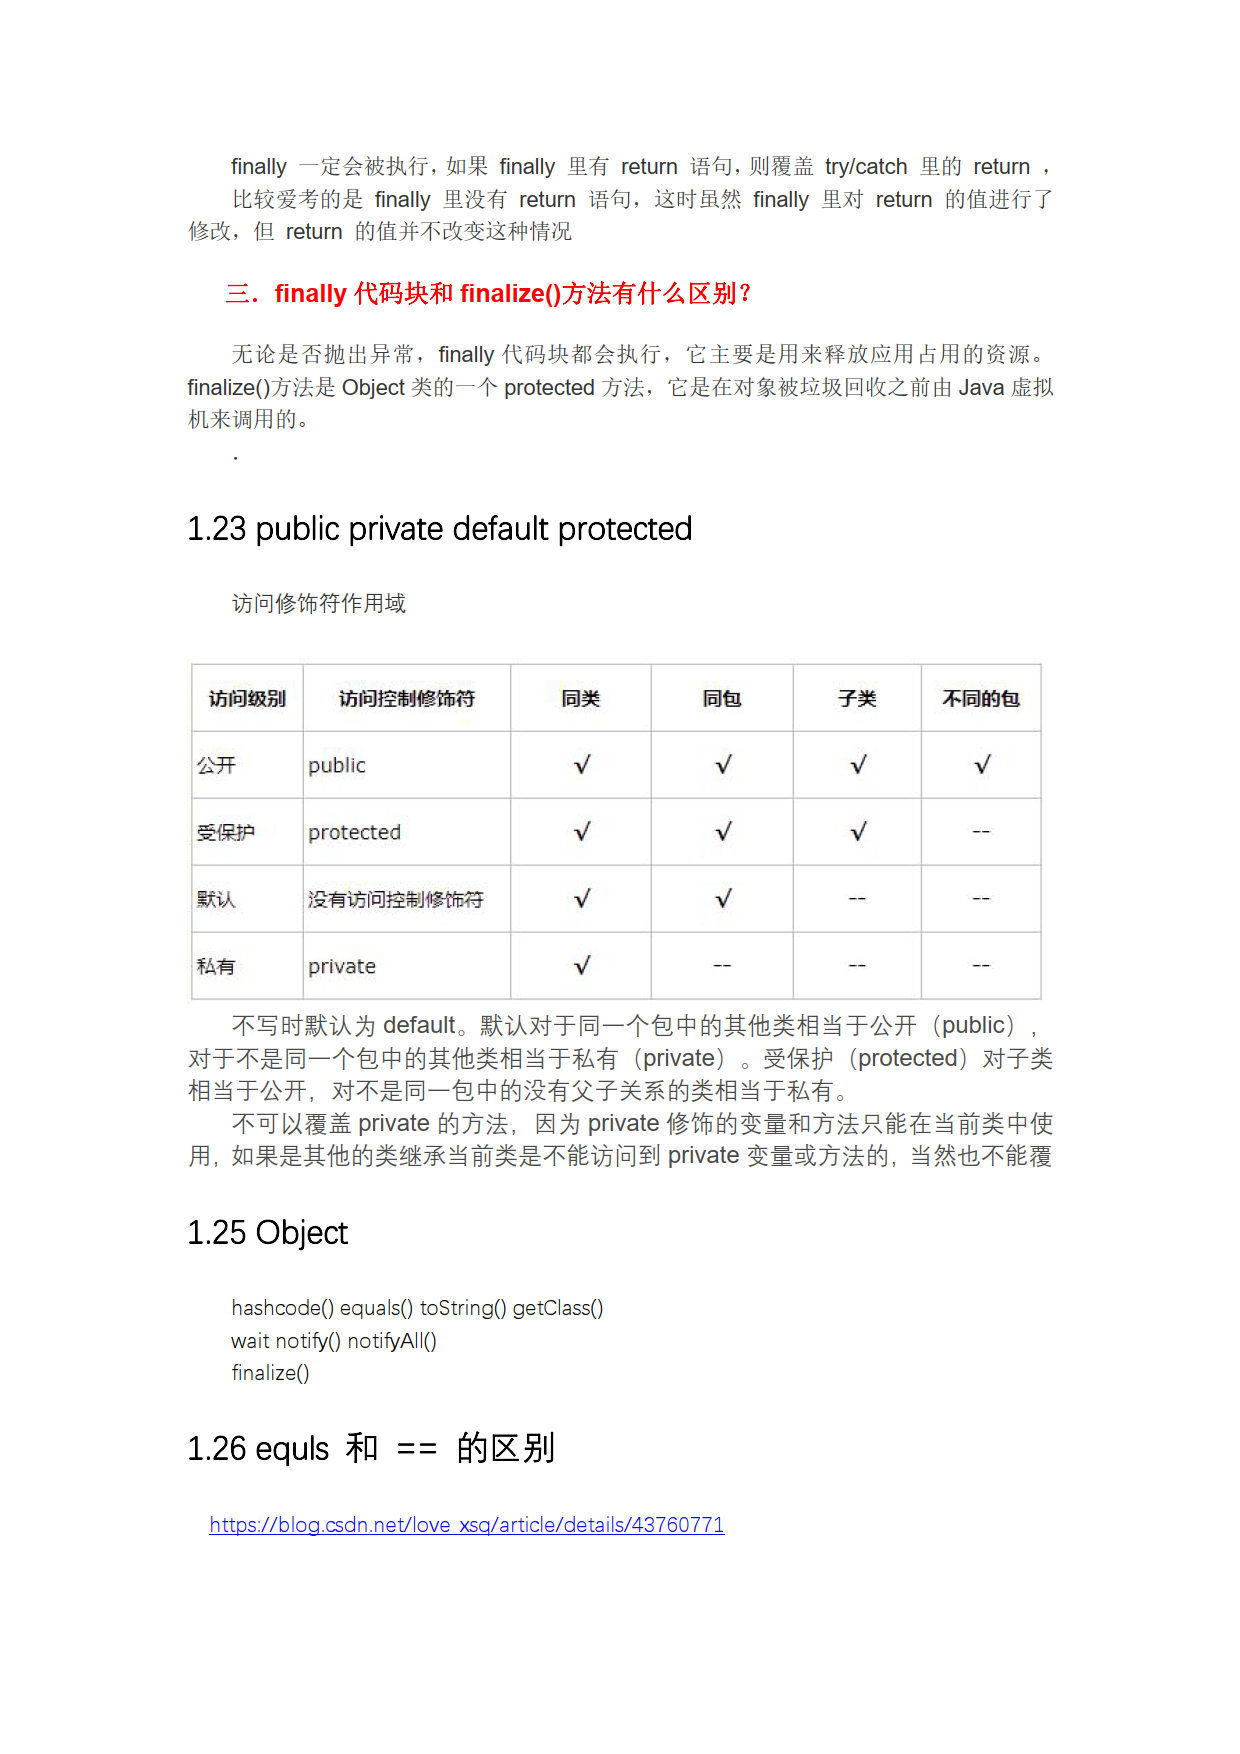 finally 一定会被执行，如果 finally 里有 return 语句，则覆盖 try/catch 里的 return ，
比较爱考的是 finally 里没有 return 语句，这时虽然 finally 里对 return 的值进行了
修改，但 return 的值并不改变这种情况
三．finally 代码块和 finalize()方法有什么区别？
无论是否抛出异常，finally 代码块都会执行，它主要是用来释放应用占用的资源。
finalize()方法是 Object 类的一个 protected 方法，它是在对象被垃圾回收之前由 Java 虚拟
机来调用的。
.
1.23 public private default protected
访问修饰符作用域
访问级别 访问控制修饰符 同类 同包 子类 不同的包
公开 public √ √ √ √
受保护 protected √ √ √ --
默认 没有访问控制修饰符 √ √ -- --
私有 private √ -- -- --
不写时默认为 default。默认对于同一个包中的其他类相当于公开（public），
对于不是同一个包中的其他类相当于私有（private）。受保护（protected）对子类
相当于公开，对不是同一包中的没有父子关系的类相当于私有。
不可以覆盖 private 的方法，因为 private 修饰的变量和方法只能在当前类中使
用，如果是其他的类继承当前类是不能访问到 private 变量或方法的，当然也不能覆
1.25 Object
hashcode() equals() toString() getClass()
wait notify() notifyAll()
finalize()
1.26 equls 和 == 的区别
https://blog.csdn.net/love_xsq/article/details/43760771